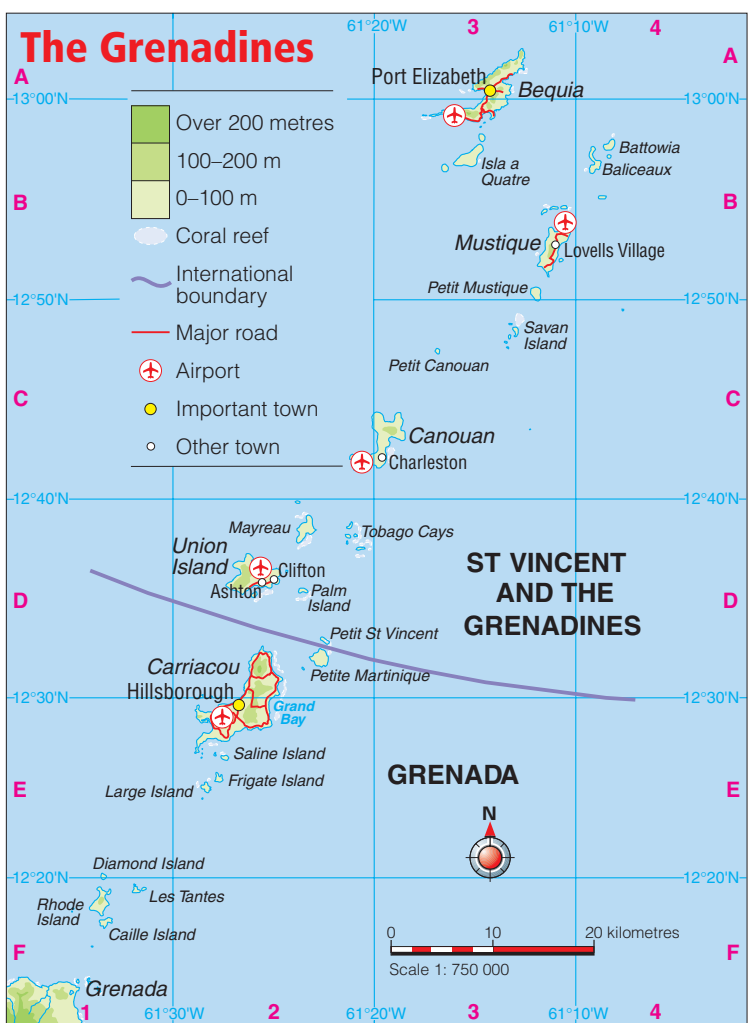 The Grenadines
61°20'W
3
61°10'W
4
A
A
Port Elizabeth
Bequia
13°00'N
13°00'N
Over 200 metres
100–200 m
0–100 m
Coral reef
International
boundary
Major road
Airport
Important town
Other town
Isla a
Quatre
Battowia
Baliceaux
B
B
Mustique
Lovells Village
Petit Mustique
12°50'N
12°50'N
Savan
Island
Petit Canouan
C
C
Canouan
Charleston
12°40'N
12°40'N
Mayreau
Tobago Cays
Union
Island
Clifton
Ashton
Palm
Island
ST VINCENT
AND THE
GRENADINES
D
D
Petit St Vincent
Carriacou
Petite Martinique
Hillsborough
12°30'N
12°30'N
Grand
Bay
Saline Island
Frigate Island
Large Island
GRENADA
E
E
N
Diamond Island
12°20'N
12°20'N
Les Tantes
Rhode
Island
Caille Island
0 10 20 kilometres
Scale 1: 750 000
F
F
Grenada
1
61°30'W
2
61°20'W
3
61°10'W
4